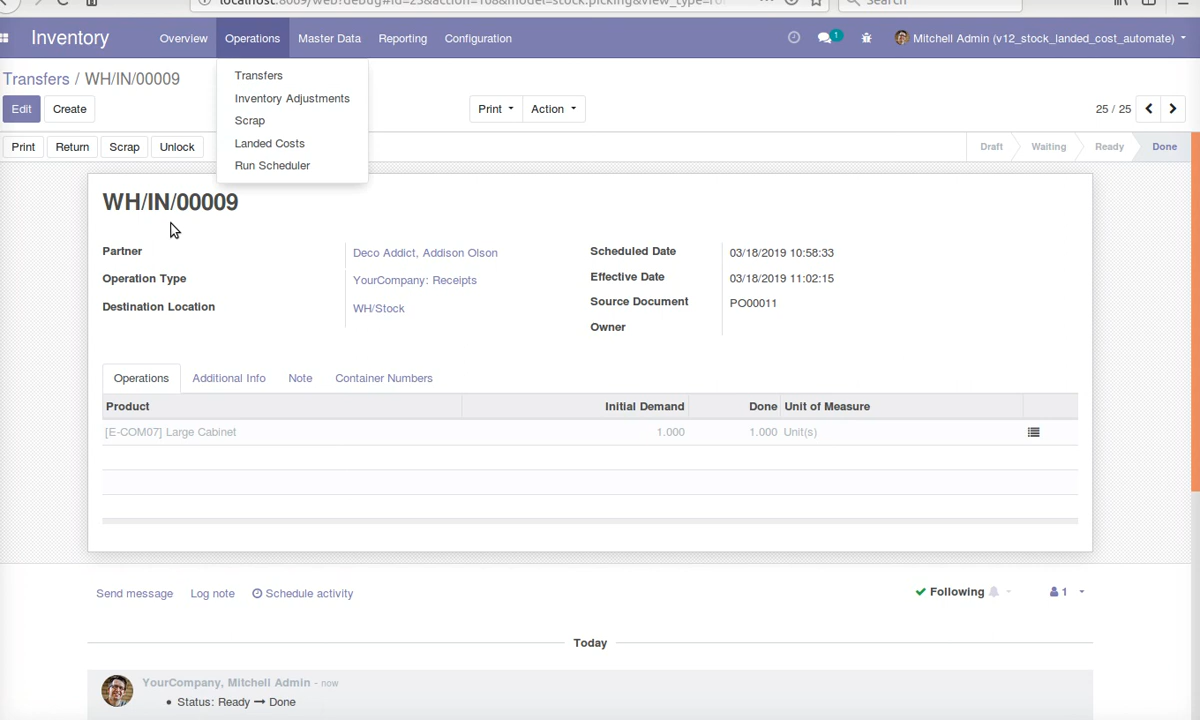 Search
Inventory Overview Operations Master Data Reporting Configuration 1 Mitchell Admin (v12_stock_landed_cost_automate)
Transfers / WH/IN/00009
Transfers
Inventory Adjustments
Scrap
Landed Costs
Run Scheduler
Edit Create Print Action 25 / 25
Print Return Scrap Unlock Draft Waiting Ready Done
WH/IN/00009
Partner Deco Addict, Addison Olson
Operation Type YourCompany: Receipts
Destination Location WH/Stock
Scheduled Date 03/18/2019 10:58:33
Effective Date 03/18/2019 11:02:15
Source Document PO00011
Owner
Operations Additional Info Note Container Numbers
Product Initial Demand Done Unit of Measure
[E-COM07] Large Cabinet 1.000 1.000 Unit(s)
Send message Log note Schedule activity Following 1
Today
YourCompany, Mitchell Admin - now
• Status: Ready ➞ Done